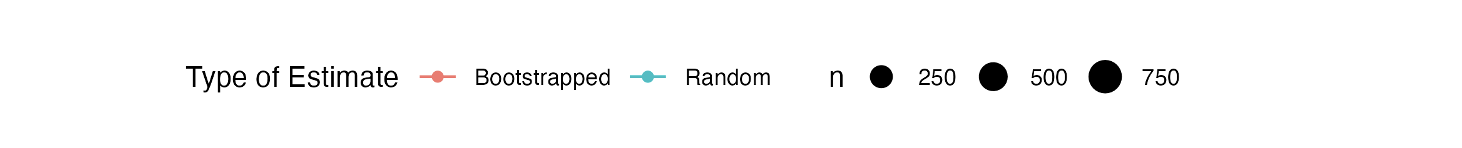 Type of Estimate Bootstrapped Random n 250 500 750